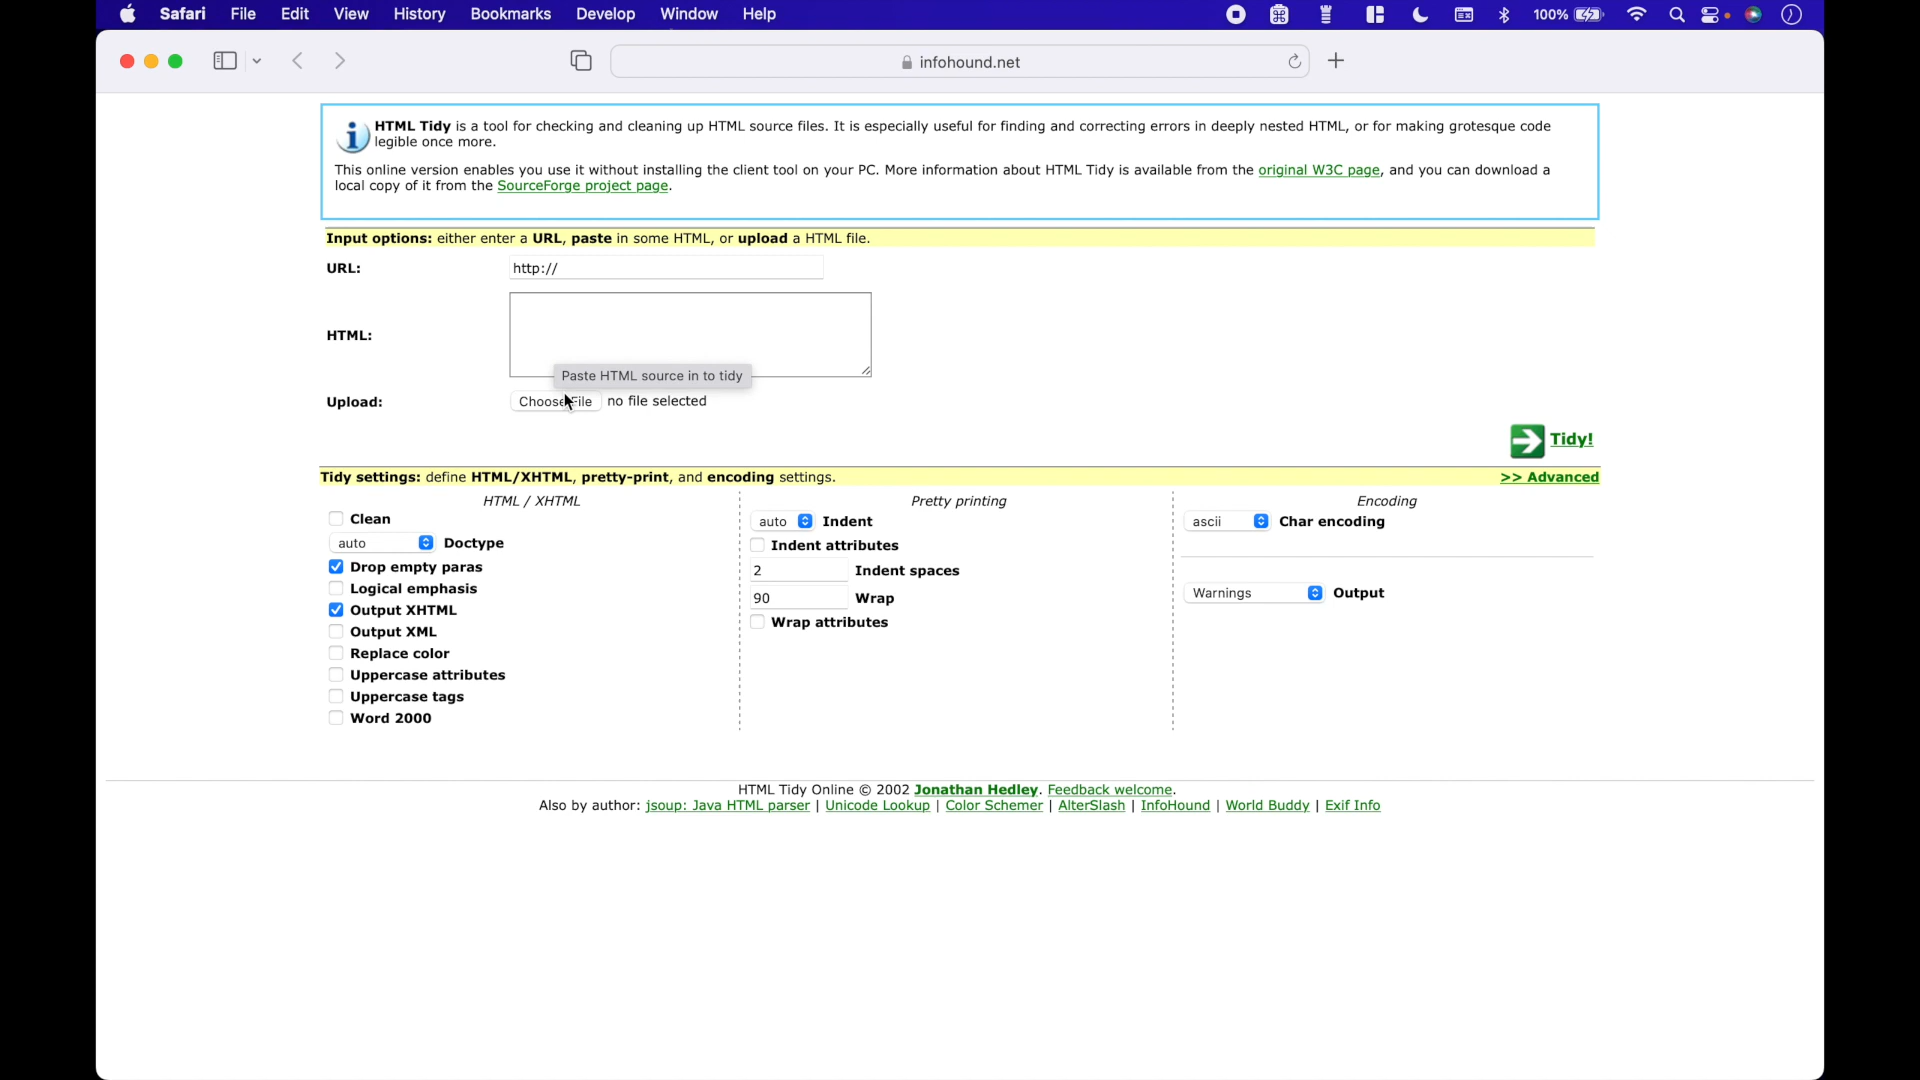 Safari File Edit View History Bookmarks Develop Window Help 100%
infohound.net
HTML Tidy is a tool for checking and cleaning up HTML source files. It is especially useful for finding and correcting errors in deeply nested HTML, or for making grotesque code
legible once more.
This online version enables you use it without installing the client tool on your PC. More information about HTML Tidy is available from the original W3C page, and you can download a
local copy of it from the SourceForge project page.
Input options: either enter a URL, paste in some HTML, or upload a HTML file.
URL: http://
HTML:
Paste HTML source in to tidy
Upload: Choose File no file selected
Tidy!
Tidy settings: define HTML/XHTML, pretty-print, and encoding settings. >> Advanced
HTML / XHTML
Clean
auto Doctype
Drop empty paras
Logical emphasis
Output XHTML
Output XML
Replace color
Uppercase attributes
Uppercase tags
Word 2000
Pretty printing
auto Indent
Indent attributes
2 Indent spaces
90 Wrap
Wrap attributes
Encoding
ascii Char encoding
Warnings Output
HTML Tidy Online © 2002 Jonathan Hedley. Feedback welcome.
Also by author: jsoup: Java HTML parser | Unicode Lookup | Color Schemer | AlterSlash | InfoHound | World Buddy | Exif Info